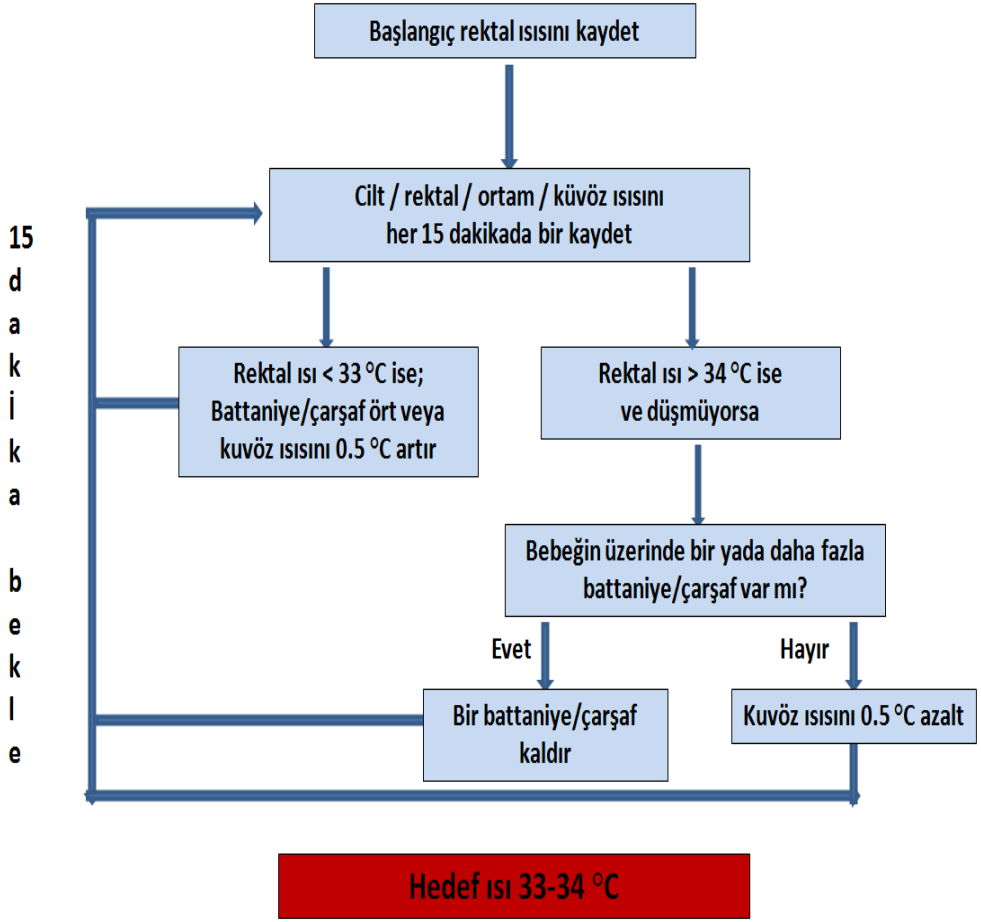 Başlangıç rektal ısısını kaydet
Cilt / rektal / ortam / küvöz ısısını
her 15 dakikada bir kaydet
15 dakika bekle
Rektal ısı < 33 °C ise;
Battaniye/çarşaf ört veya
kuvöz ısısını 0.5 °C artır
Rektal ısı > 34 °C ise
ve düşmüyorsa
Bebeğin üzerinde bir yada daha fazla
battaniye/çarşaf var mı?
Evet
Hayır
Bir battaniye/çarşaf
kaldır
Kuvöz ısısını 0.5 °C azalt
Hedef ısı 33-34 °C